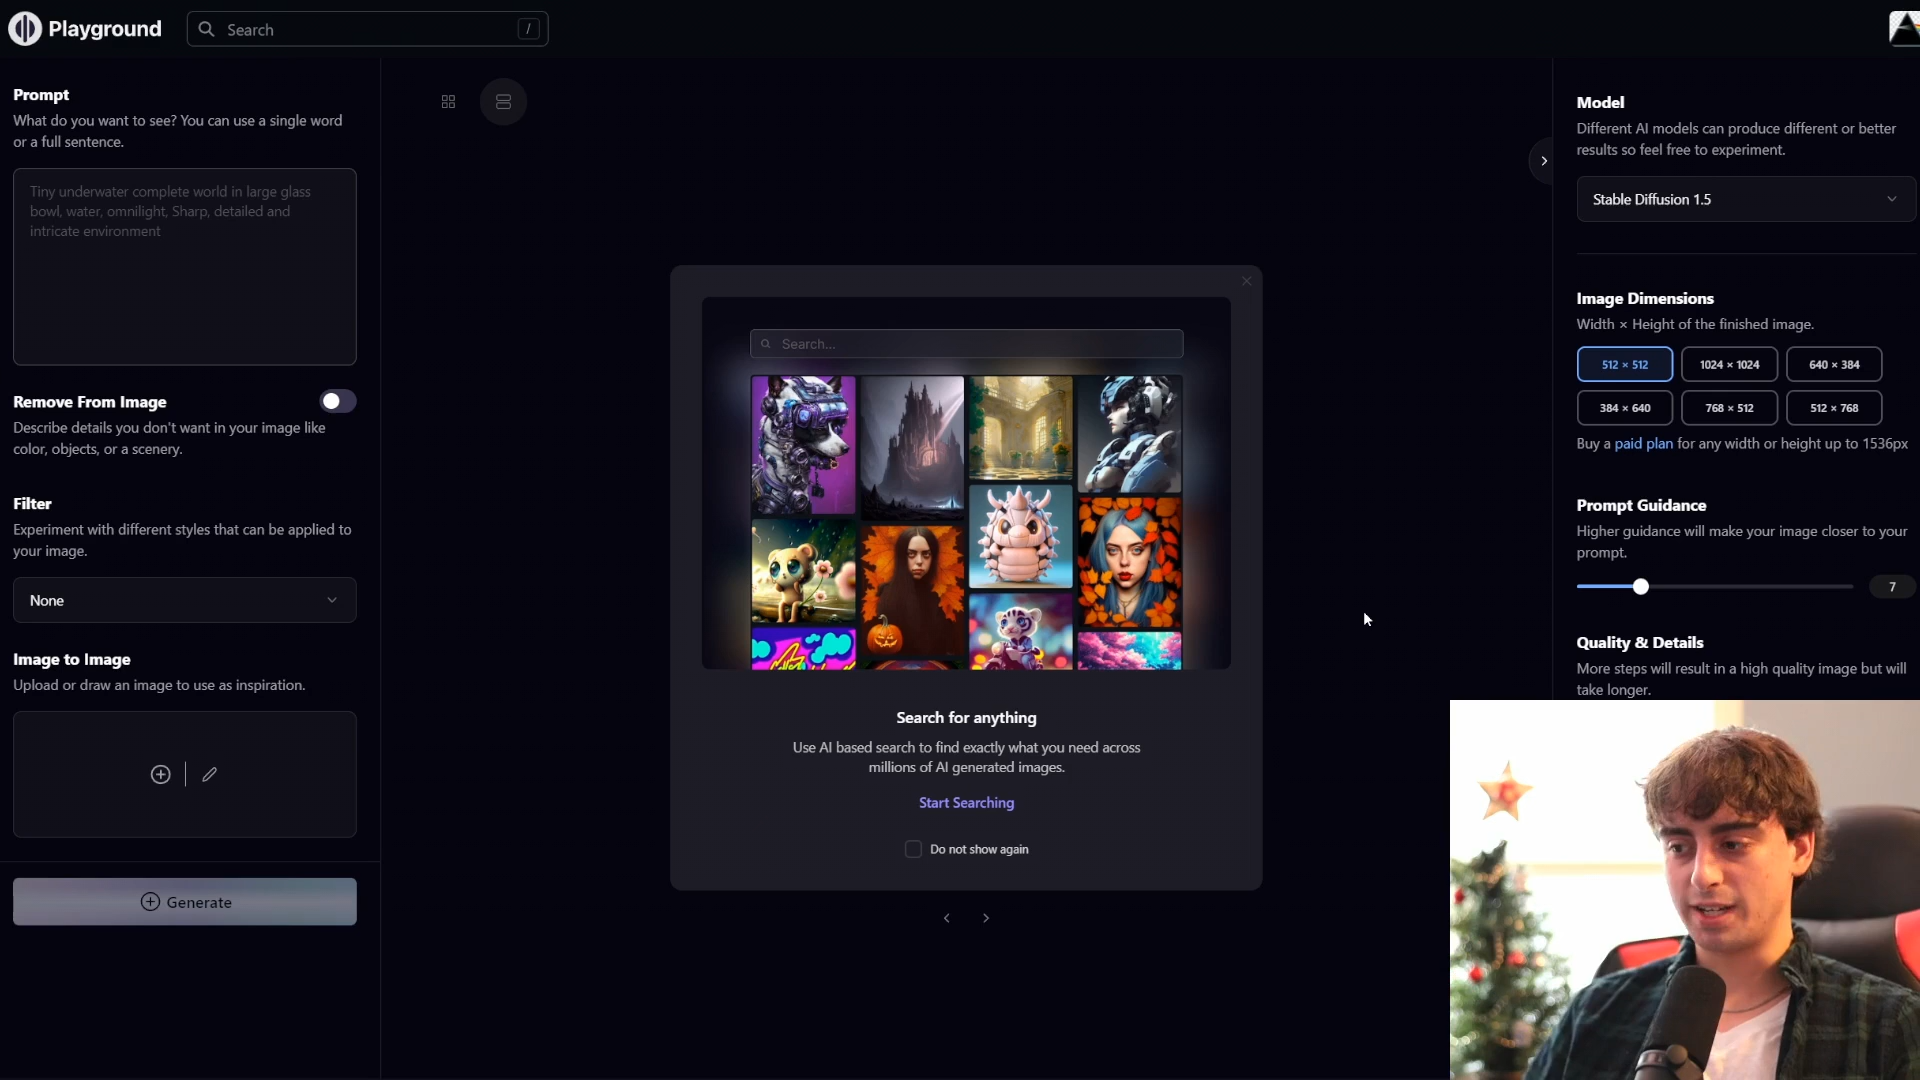 Playground
Search
/
Prompt
What do you want to see? You can use a single word
or a full sentence.
Tiny underwater complete world in large glass
bowl, water, omnilight, Sharp, detailed and
intricate environment
Remove From Image
Describe details you don't want in your image like
color, objects, or a scenery.
Filter
Experiment with different styles that can be applied to
your image.
None
Image to Image
Upload or draw an image to use as inspiration.
Generate
Search...
Search for anything
Use AI based search to find exactly what you need across
millions of AI generated images.
Start Searching
Do not show again
Model
Different AI models can produce different or better
results so feel free to experiment.
Stable Diffusion 1.5
Image Dimensions
Width × Height of the finished image.
512 × 512
1024 × 1024
640 × 384
384 × 640
768 × 512
512 × 768
Buy a paid plan for any width or height up to 1536px
Prompt Guidance
Higher guidance will make your image closer to your
prompt.
7
Quality & Details
More steps will result in a high quality image but will
take longer.